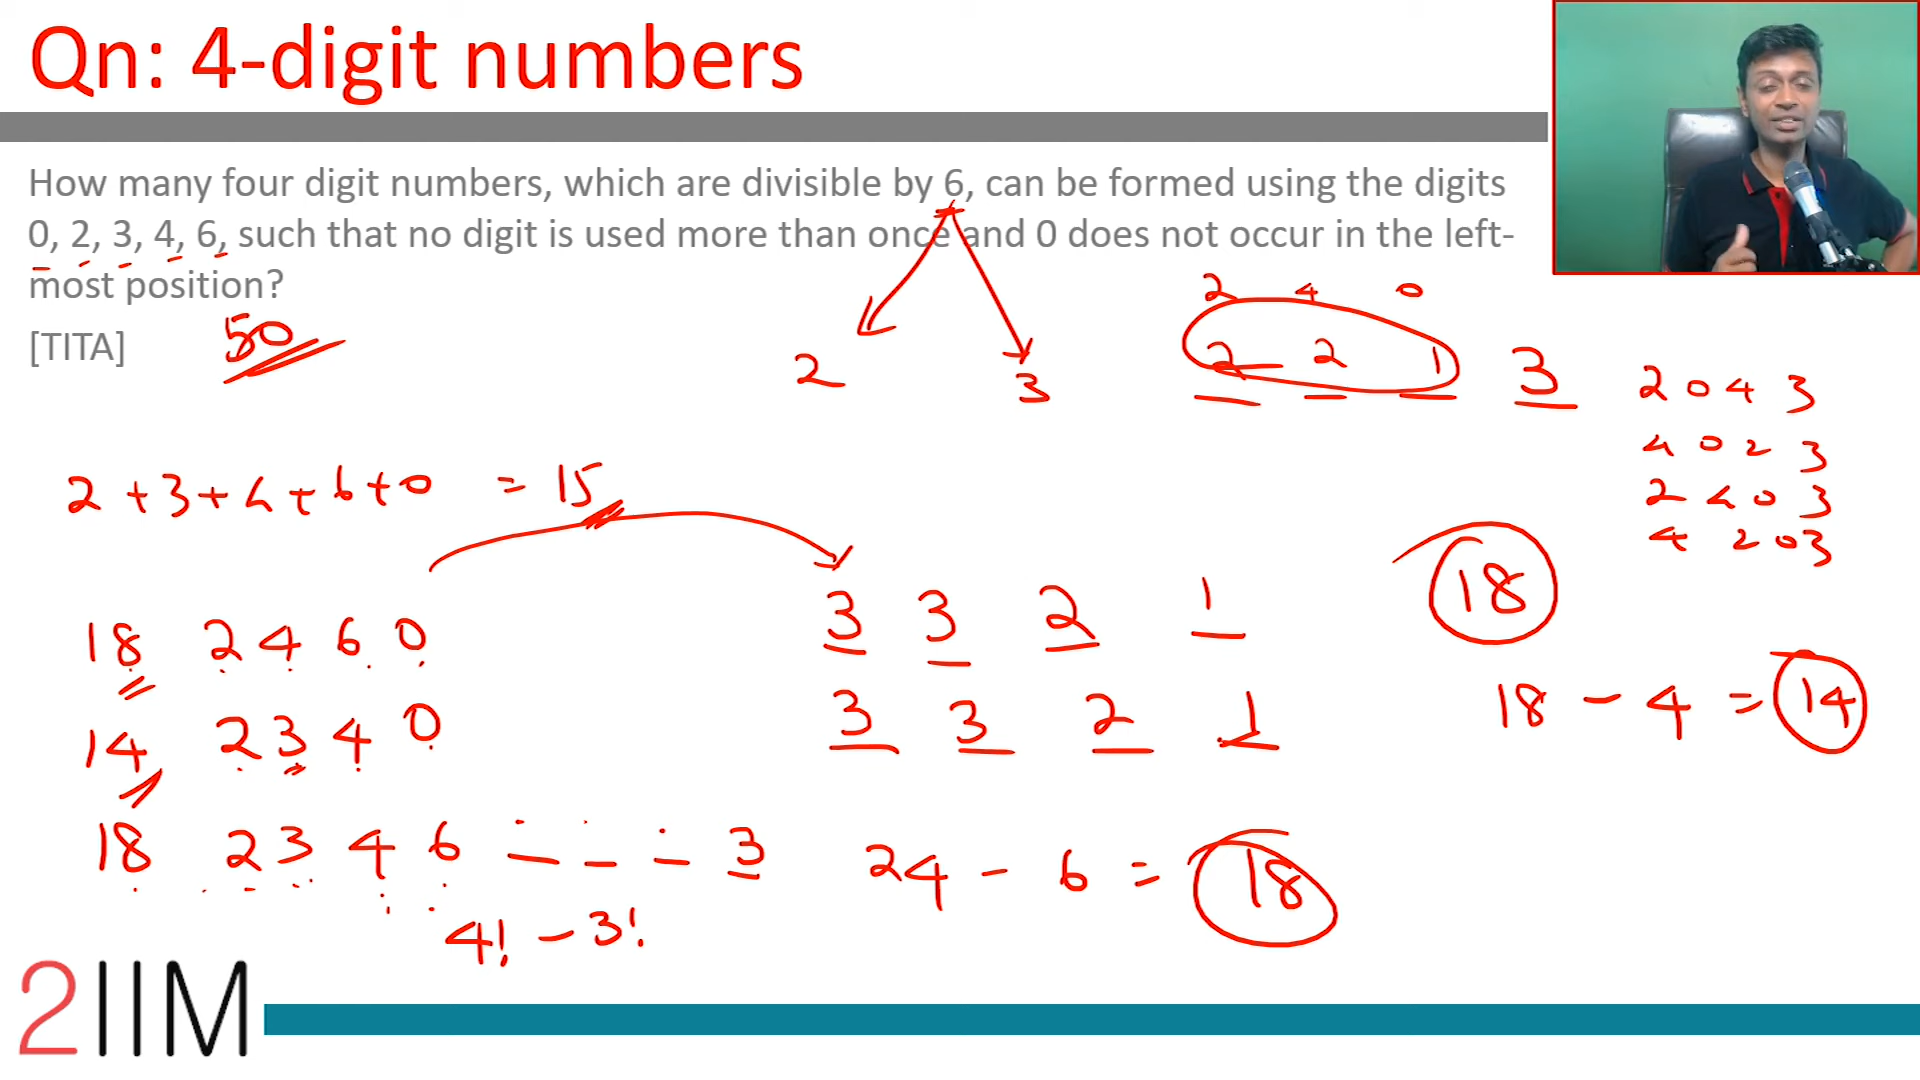 Qn: 4-digit numbers
How many four digit numbers, which are divisible by 6, can be formed using the digits
0, 2, 3, 4, 6, such that no digit is used more than once and 0 does not occur in the left-
most position?
[TITA]
50
2 3
2 4 0
2 2 1 3
2 0 4 3
4 0 2 3
2 4 0 3
4 2 0 3
2 + 3 + 4 + 6 + 0 = 15
18 2 4 6 0
3 3 2 1
18
14 2 3 4 0
3 3 2 1
18 - 4 = 14
18 2 3 4 6
3
24 - 6 = 18
4! - 3!
2IIM